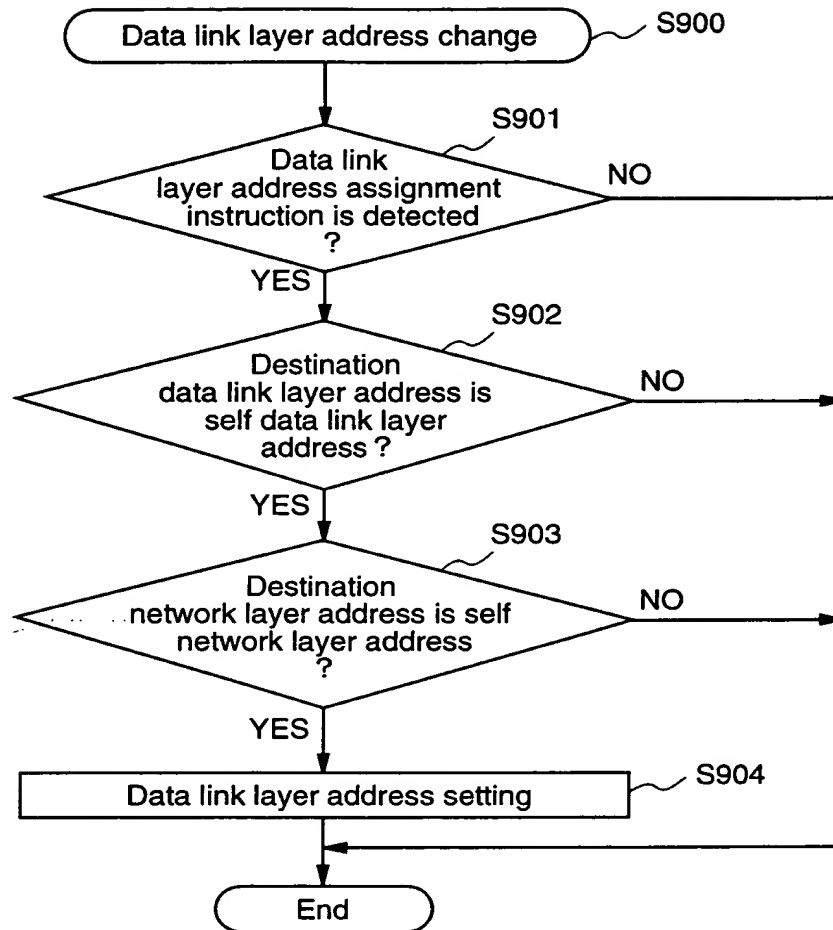 Data link layer address change
S900
S901
Data link
layer address assignment
instruction is detected
?
NO
YES
S902
Destination
data link layer address is
self data link layer
address ?
NO
YES
S903
Destination
network layer address is self
network layer address
?
NO
YES
Data link layer address setting
S904
End